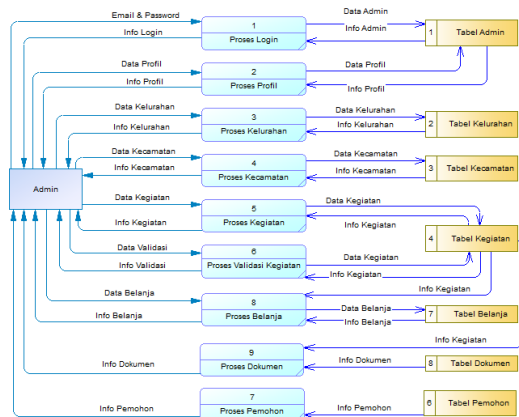 Email & Password
Info Login
1
Proses Login
Data Admin
Info Admin
1 Tabel Admin
Data Profil
Info Profil
2
Proses Profil
Data Profil
Info Profil
Data Kelurahan
Info Kelurahan
3
Proses Kelurahan
Data Kelurahan
Info Kelurahan
2 Tabel Kelurahan
Data Kecamatan
Info Kecamatan
4
Proses Kecamatan
Data Kecamatan
Info Kecamatan
3 Tabel Kecamatan
Admin
Data Kegiatan
Info Kegiatan
5
Proses Kegiatan
Data Kegiatan
Info Kegiatan
4 Tabel Kegiatan
Data Validasi
Info Validasi
6
Proses Validasi Kegiatan
Data Kegiatan
Info Kegiatan
Info Kegiatan
Data Belanja
Info Belanja
8
Proses Belanja
Data Belanja
Info Belanja
7 Tabel Belanja
Info Kegiatan
Info Dokumen
9
Proses Dokumen
Info Dokumen
8 Tabel Dokumen
Info Pemohon
7
Proses Pemohon
Info Pemohon
6 Tabel Pemohon